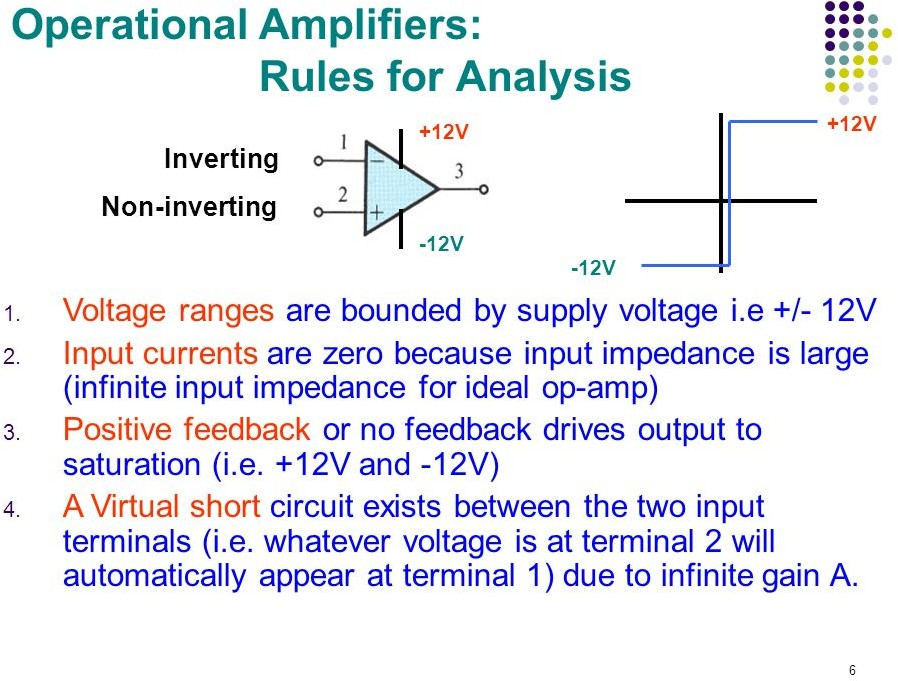 Operational Amplifiers:
Rules for Analysis
+12V
+12V
1
Inverting
−
3
2
Non-inverting
+
-12V
-12V
1. Voltage ranges are bounded by supply voltage i.e +/- 12V
2. Input currents are zero because input impedance is large
(infinite input impedance for ideal op-amp)
3. Positive feedback or no feedback drives output to
saturation (i.e. +12V and -12V)
4. A Virtual short circuit exists between the two input
terminals (i.e. whatever voltage is at terminal 2 will
automatically appear at terminal 1) due to infinite gain A.
6